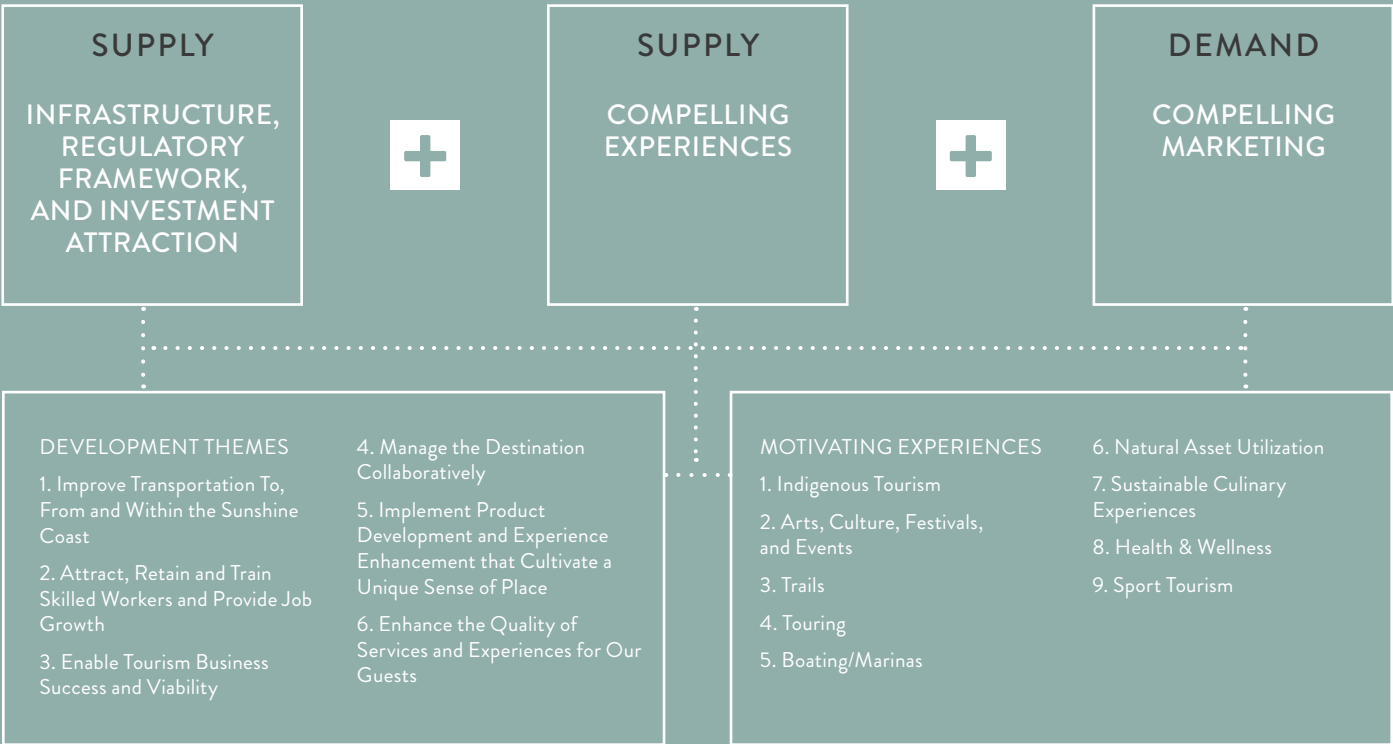 SUPPLY
INFRASTRUCTURE,
REGULATORY
FRAMEWORK,
AND INVESTMENT
ATTRACTION
SUPPLY
COMPELLING
EXPERIENCES
DEMAND
COMPELLING
MARKETING
DEVELOPMENT THEMES
1. Improve Transportation To,
From and Within the Sunshine
Coast
2. Attract, Retain and Train
Skilled Workers and Provide Job
Growth
3. Enable Tourism Business
Success and Viability
4. Manage the Destination
Collaboratively
5. Implement Product
Development and Experience
Enhancement that Cultivate a
Unique Sense of Place
6. Enhance the Quality of
Services and Experiences for Our
Guests
MOTIVATING EXPERIENCES
1. Indigenous Tourism
2. Arts, Culture, Festivals,
and Events
3. Trails
4. Touring
5. Boating/Marinas
6. Natural Asset Utilization
7. Sustainable Culinary
Experiences
8. Health & Wellness
9. Sport Tourism